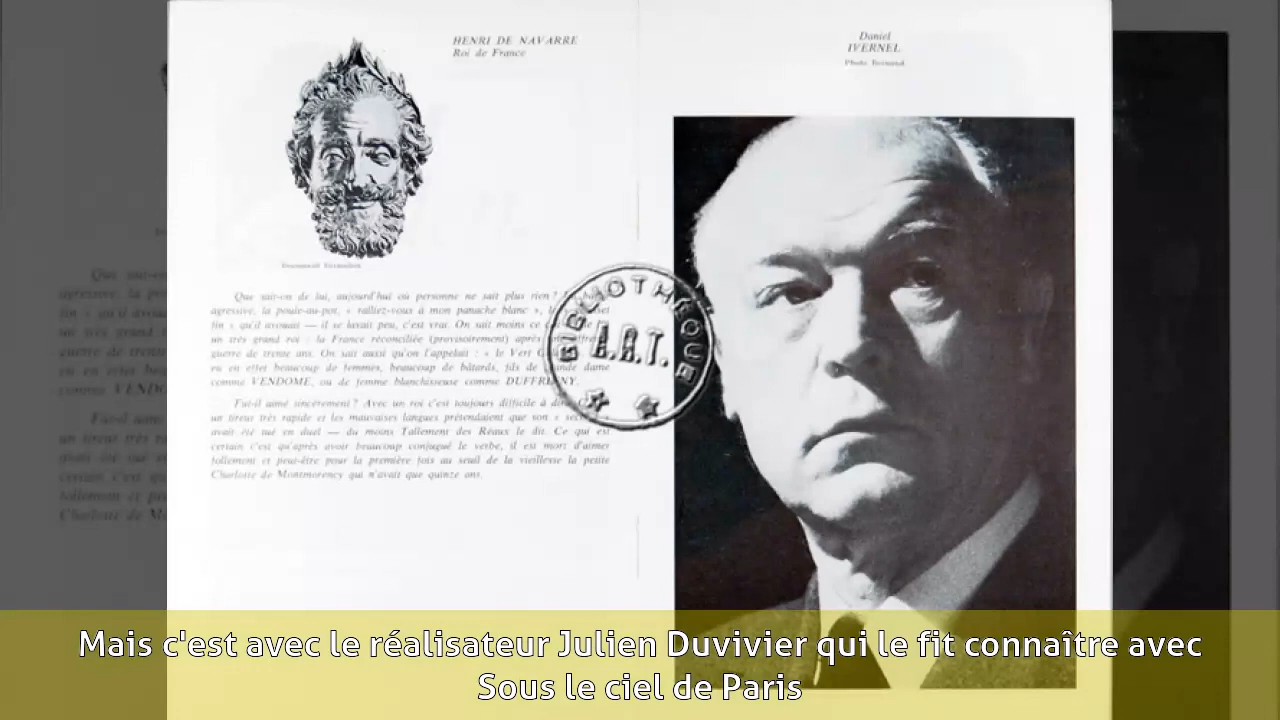 HENRI DE NAVARRE
Roi de France
Daniel
IVERNEL
Photo Bernand
Que sait-on de lui, aujourd'hui où personne ne sait plus rien ?
agressive, la poule-au-pot, « ralliez-vous à mon panache blanc »,
fin » qu'il avouait — il se lavait peu, c'est vrai. On sait moins ce
un très grand roi : la France réconciliée (provisoirement) après
guerre de trente ans. On sait aussi qu'on l'appelait : « le Vert
eu en effet beaucoup de femmes, beaucoup de bâtards, fils de grande dame
comme VENDOME, ou de femme blanchisseuse comme
Fut-il aimé sincèrement ? Avec un roi c'est toujours difficile à
un tireur très rapide et les mauvaises langues prétendaient que son «
avait été tué en duel — du moins Tallement des Réaux le dit. Ce qui est
certain c'est qu'après avoir beaucoup conjugué le verbe, il est mort d'aimer
follement et peut-être pour la première fois au seuil de la vieillesse la petite
Charlotte de Montmorency qui n'avait que quinze ans.
BIBLIOTHÈQUE
A.R.T.
Mais c'est avec le réalisateur Julien Duvivier qui le fit connaître avec
Sous le ciel de Paris